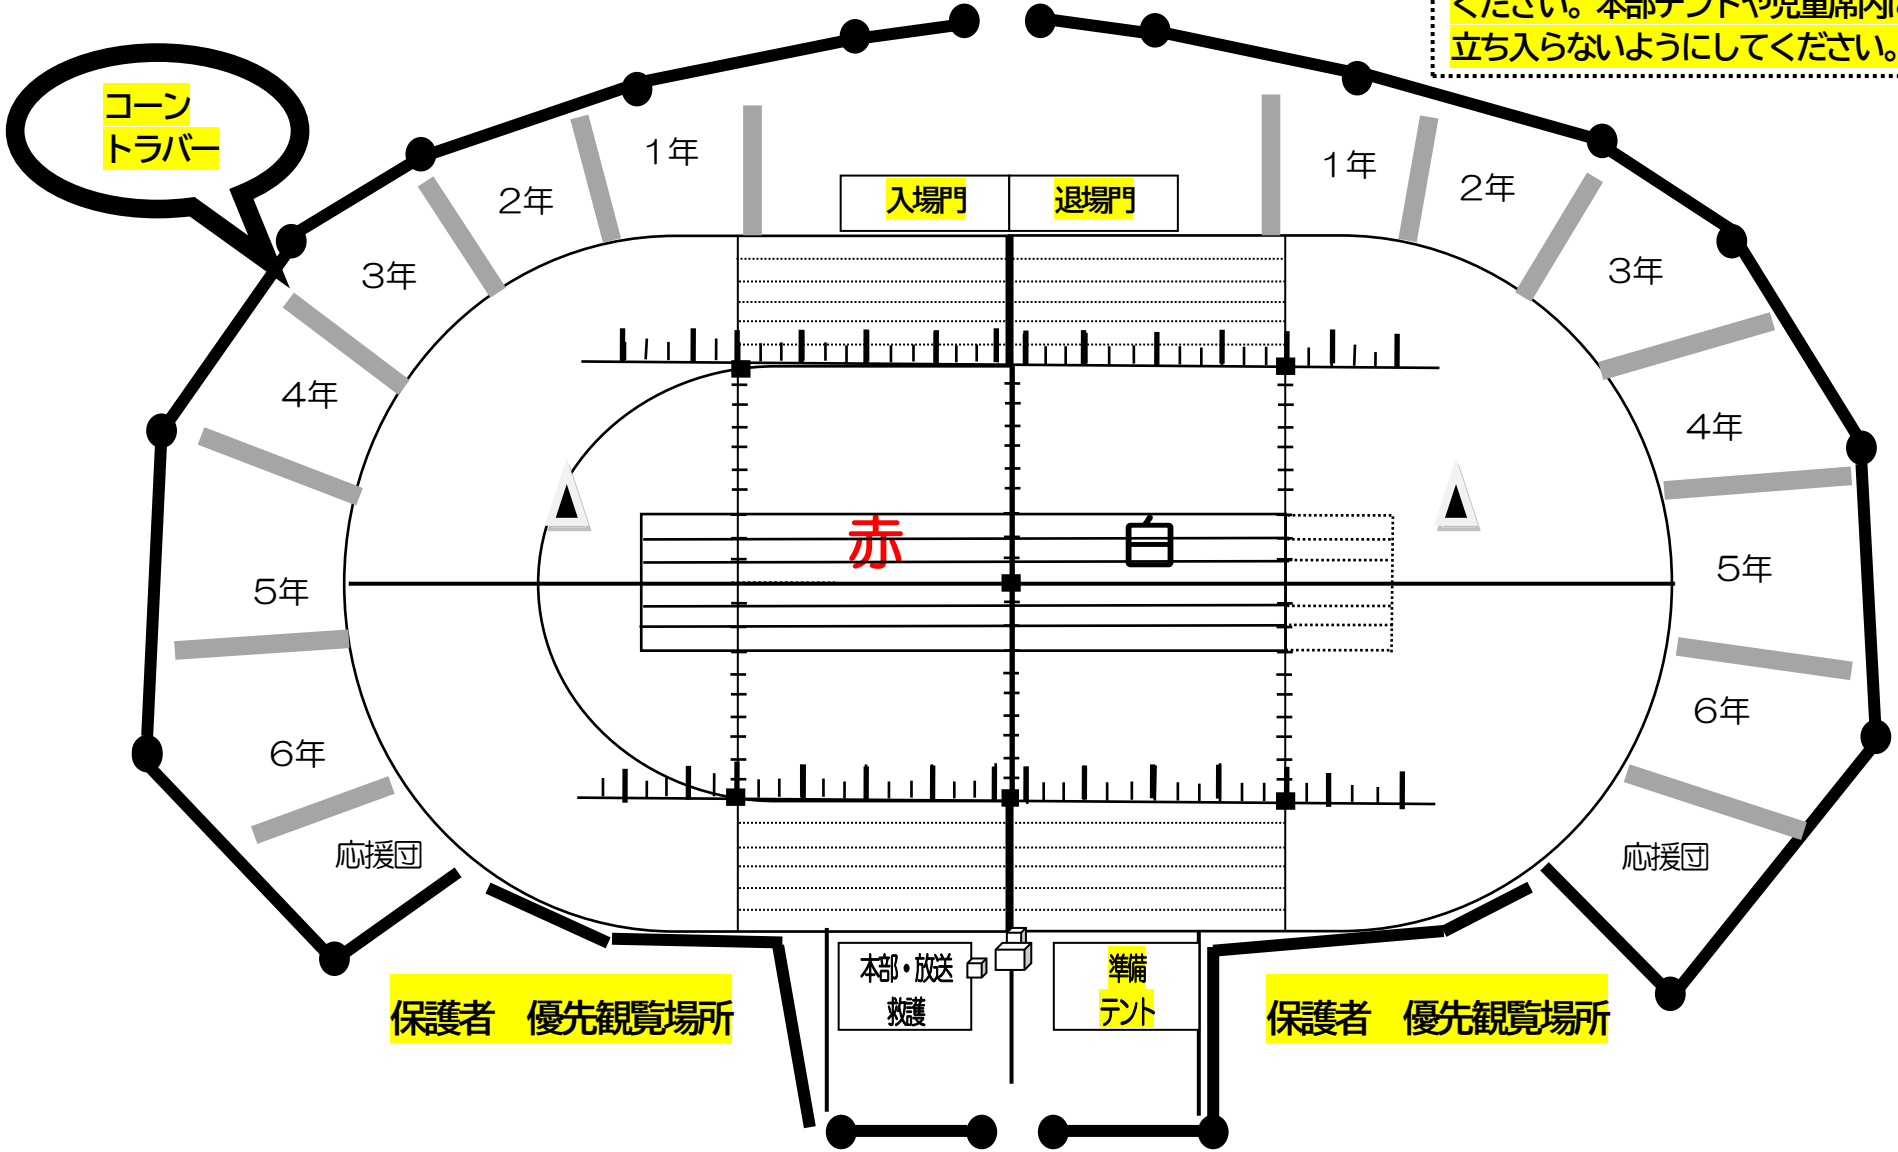 ください。本部テントや児童席内に
立ち入らないようにしてください。
コーン
トラバー
1年
1年
2年
2年
入場門
退場門
3年
3年
4年
4年
赤
白
5年
5年
6年
6年
応援団
応援団
本部・放送
救護
準備
テント
保護者　優先観覧場所
保護者　優先観覧場所